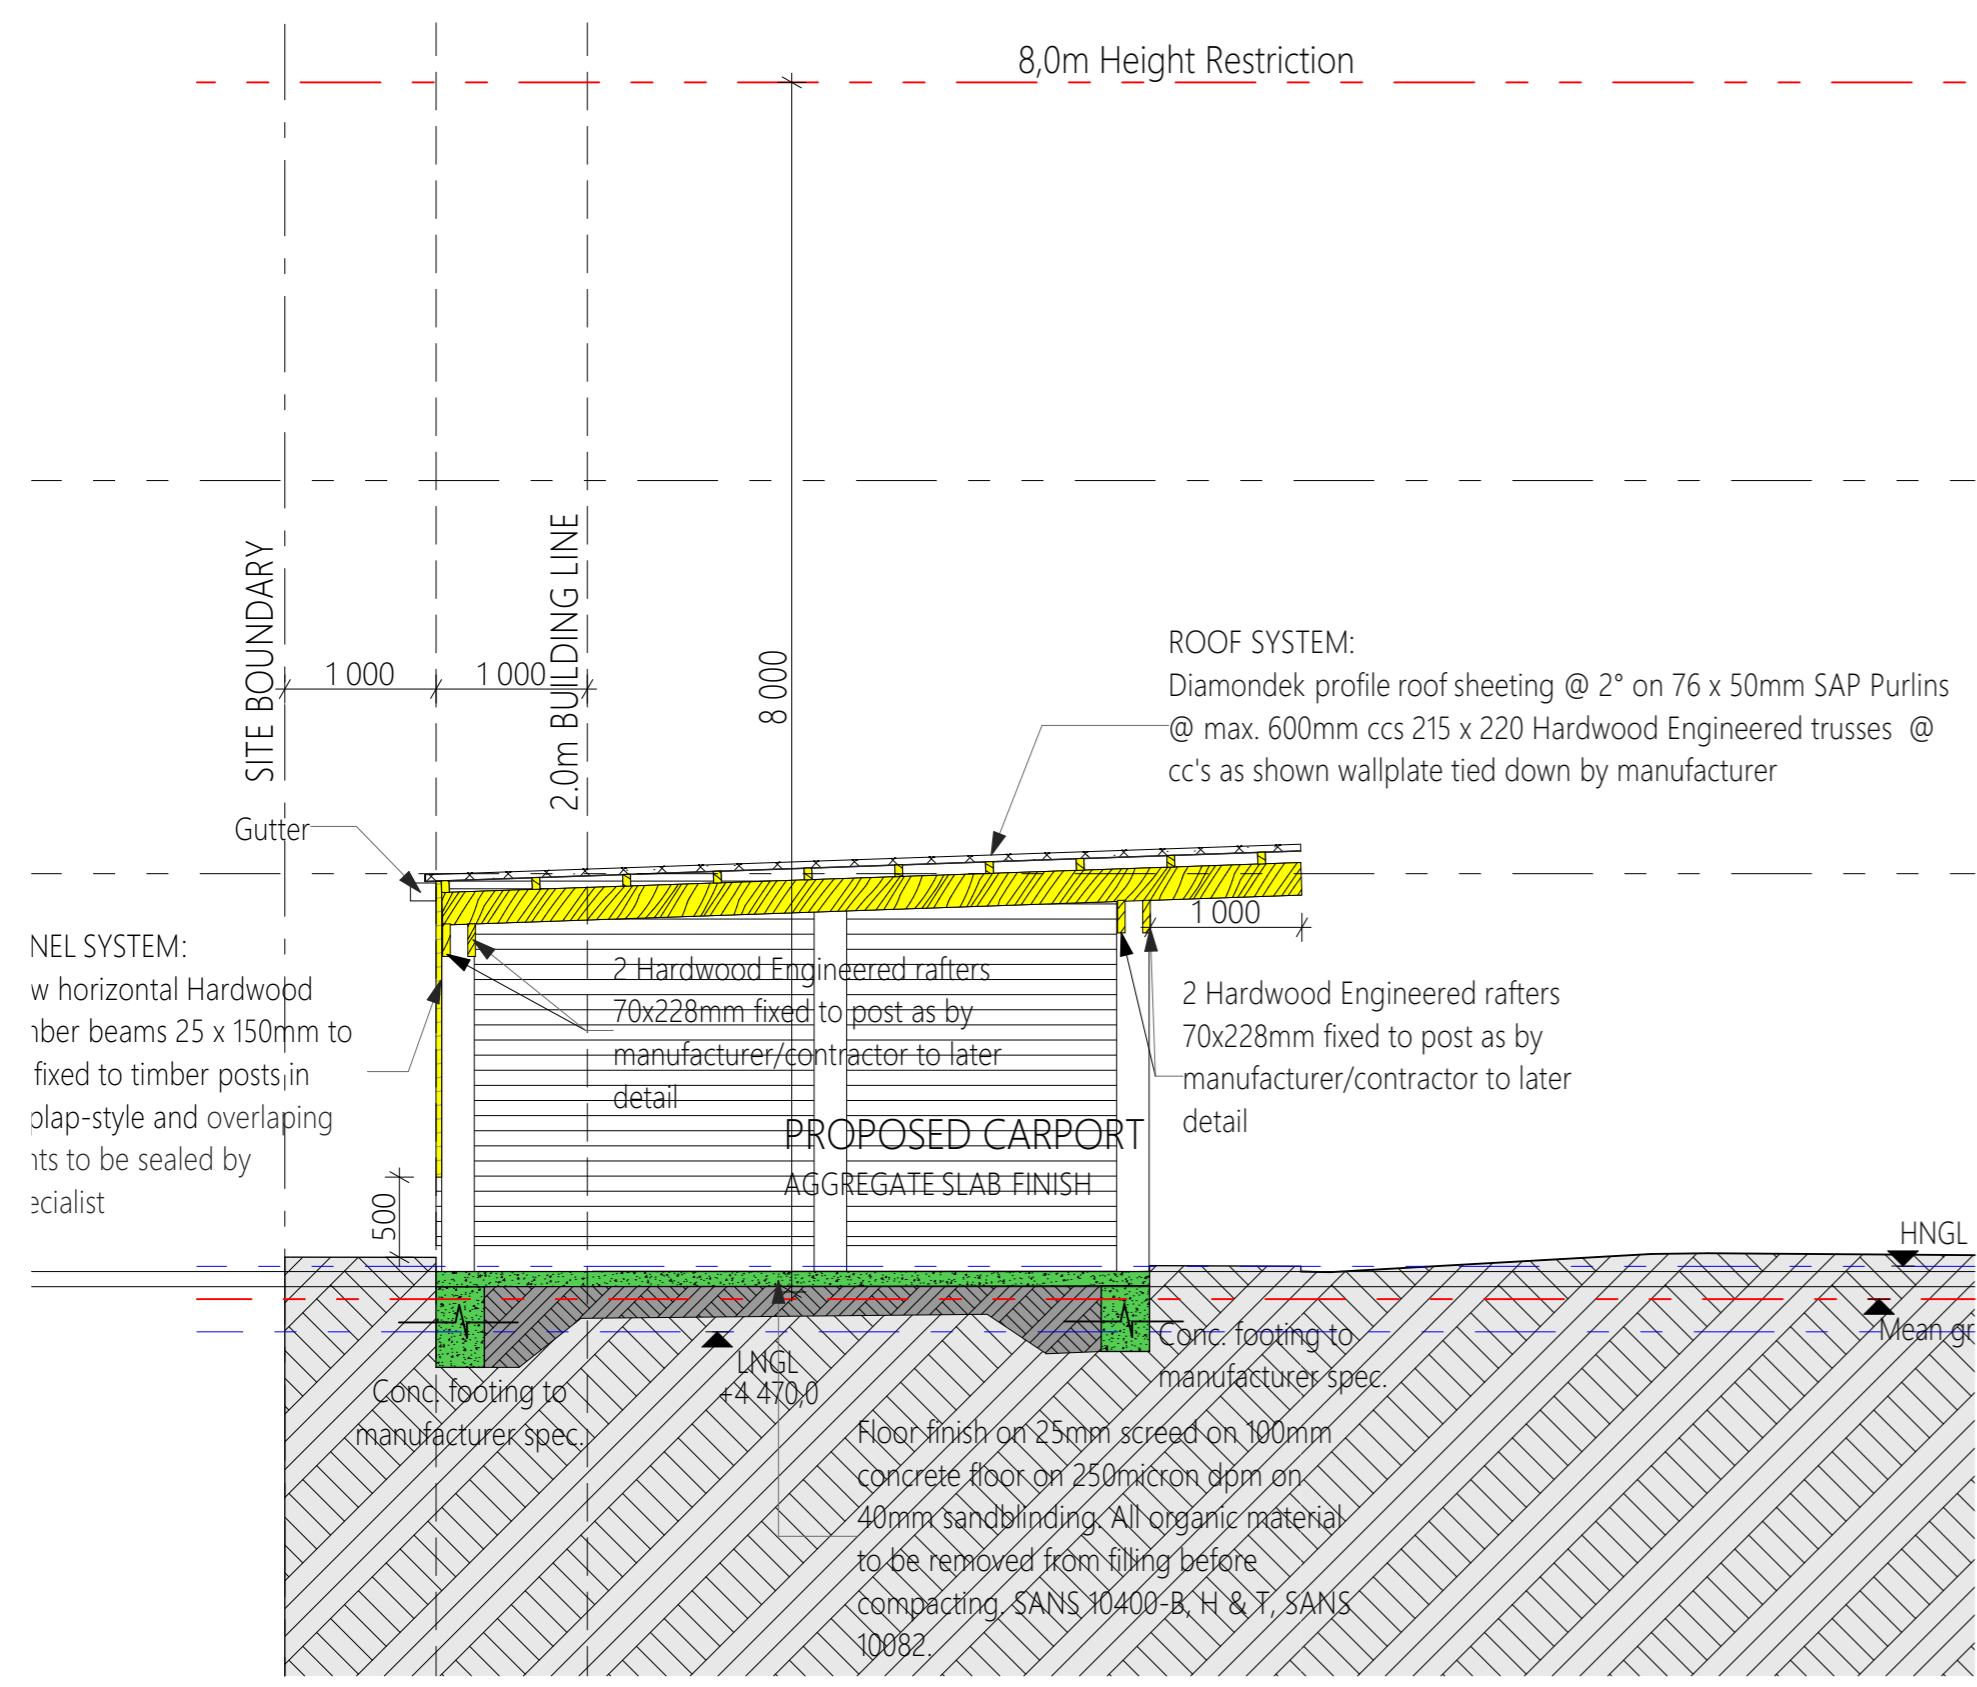 8,0m Height Restriction
SITE BOUNDARY
2.0m BUILDING LINE
1 000
1 000
8 000
ROOF SYSTEM:
Diamondek profile roof sheeting @ 2° on 76 x 50mm SAP Purlins
@ max. 600mm ccs 215 x 220 Hardwood Engineered trusses @
cc's as shown wallplate tied down by manufacturer
Gutter
1 000
NEL SYSTEM:
w horizontal Hardwood
nber beams 25 x 150mm to
fixed to timber posts in
plap-style and overlaping
nts to be sealed by
ecialist
2 Hardwood Engineered rafters
70x228mm fixed to post as by
manufacturer/contractor to later
detail
2 Hardwood Engineered rafters
70x228mm fixed to post as by
manufacturer/contractor to later
detail
PROPOSED CARPORT
AGGREGATE SLAB FINISH
500
HNGL
Mean gr
LNGL
+4 470,0
Conc. footing to
manufacturer spec.
Conc. footing to
manufacturer spec.
Floor finish on 25mm screed on 100mm
concrete floor on 250micron dpm on
40mm sandblinding. All organic material
to be removed from filling before
compacting. SANS 10400-B, H & T, SANS
10082.